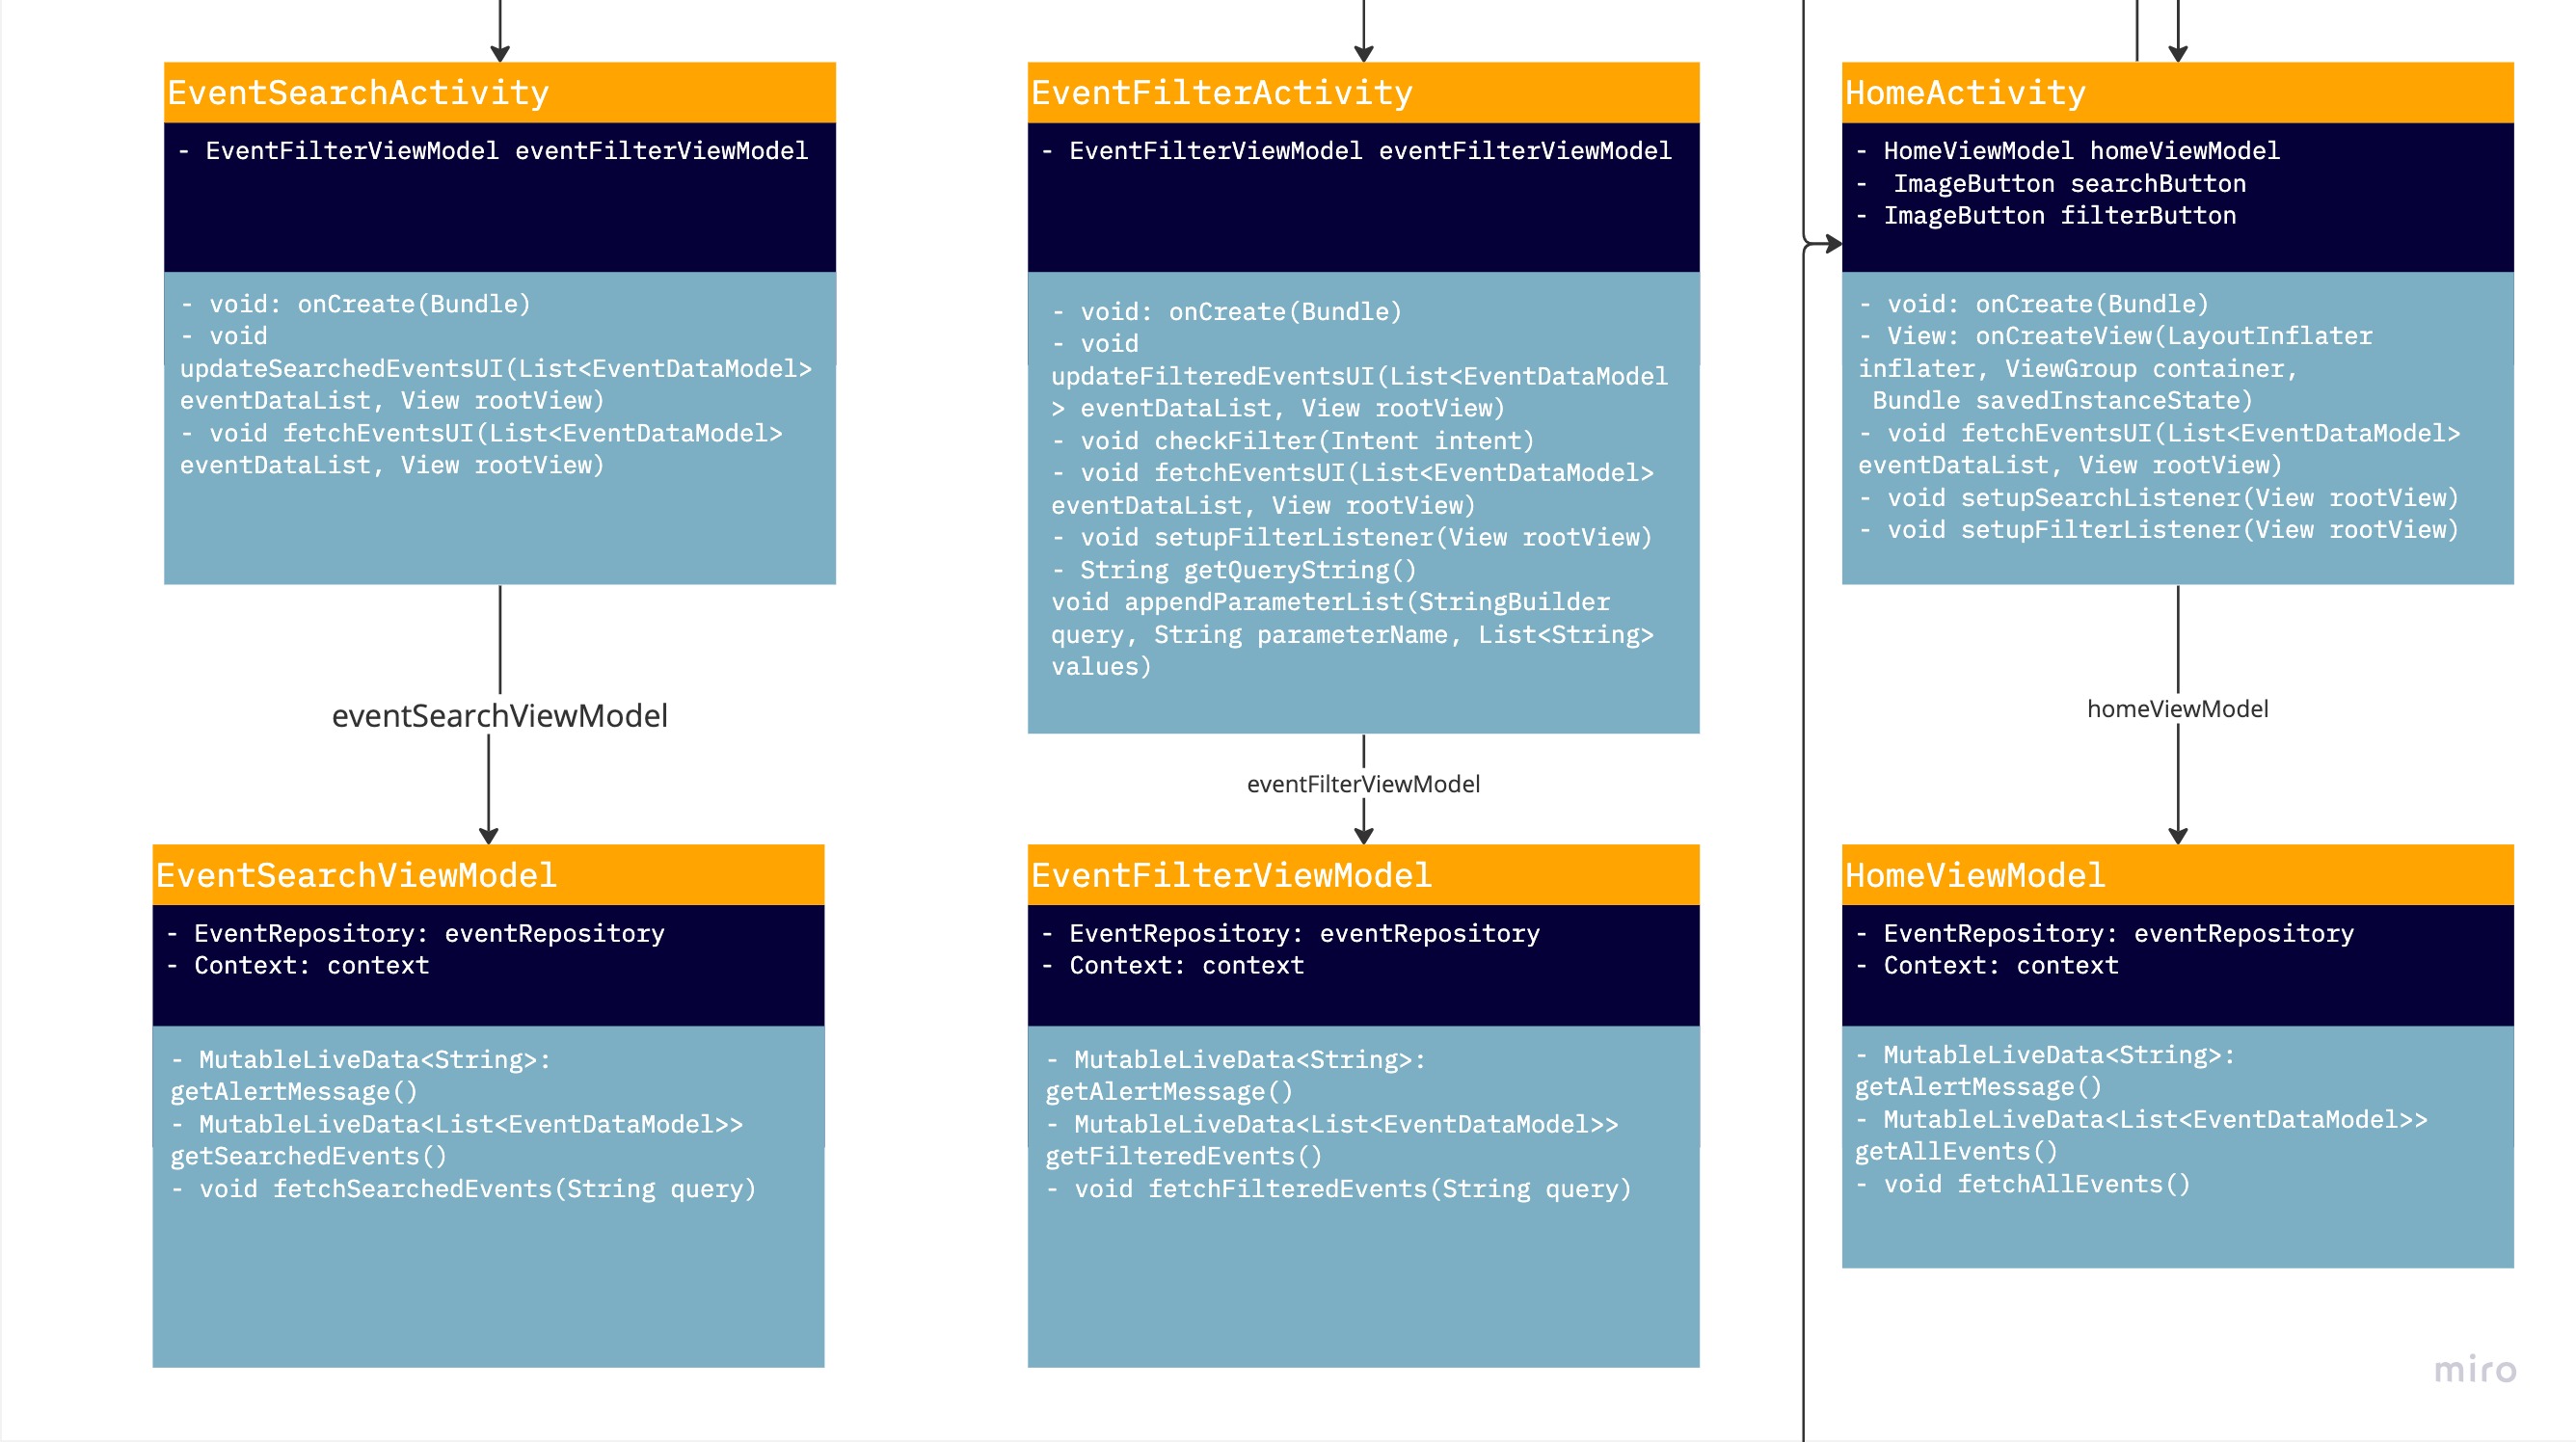 EventSearchActivity
- EventFilterViewModel eventFilterViewModel
- void: onCreate(Bundle)
- void
updateSearchedEventsUI(List<EventDataModel>
eventDataList, View rootView)
- void fetchEventsUI(List<EventDataModel>
eventDataList, View rootView)
eventSearchViewModel
EventSearchViewModel
- EventRepository: eventRepository
- Context: context
- MutableLiveData<String>:
getAlertMessage()
- MutableLiveData<List<EventDataModel>>
getSearchedEvents()
- void fetchSearchedEvents(String query)
EventFilterActivity
- EventFilterViewModel eventFilterViewModel
- void: onCreate(Bundle)
- void
updateFilteredEventsUI(List<EventDataModel
> eventDataList, View rootView)
- void checkFilter(Intent intent)
- void fetchEventsUI(List<EventDataModel>
eventDataList, View rootView)
- void setupFilterListener(View rootView)
- String getQueryString()
void appendParameterList(StringBuilder
query, String parameterName, List<String>
values)
eventFilterViewModel
EventFilterViewModel
- EventRepository: eventRepository
- Context: context
- MutableLiveData<String>:
getAlertMessage()
- MutableLiveData<List<EventDataModel>>
getFilteredEvents()
- void fetchFilteredEvents(String query)
HomeActivity
- HomeViewModel homeViewModel
- ImageButton searchButton
- ImageButton filterButton
- void: onCreate(Bundle)
- View: onCreateView(LayoutInflater
inflater, ViewGroup container,
Bundle savedInstanceState)
- void fetchEventsUI(List<EventDataModel>
eventDataList, View rootView)
- void setupSearchListener(View rootView)
- void setupFilterListener(View rootView)
homeViewModel
HomeViewModel
- EventRepository: eventRepository
- Context: context
- MutableLiveData<String>:
getAlertMessage()
- MutableLiveData<List<EventDataModel>>
getAllEvents()
- void fetchAllEvents()
miro